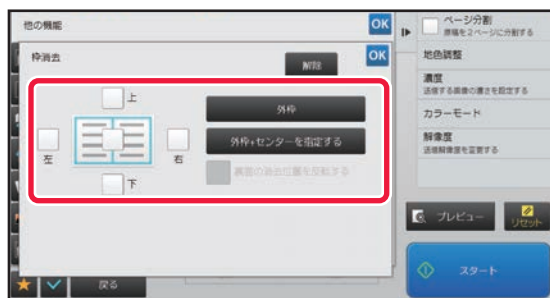 他の機能
OK
枠消去
解除
OK
上
左
右
下
外枠
外枠+センターを指定する
裏面の消去位置を反転する
ページ分割
原稿を2ページに分割する
地色調整
濃度
送信する画像の濃さを設定する
カラーモード
解像度
送信解像度を変更する
プレビュー
リセット
スタート
戻る